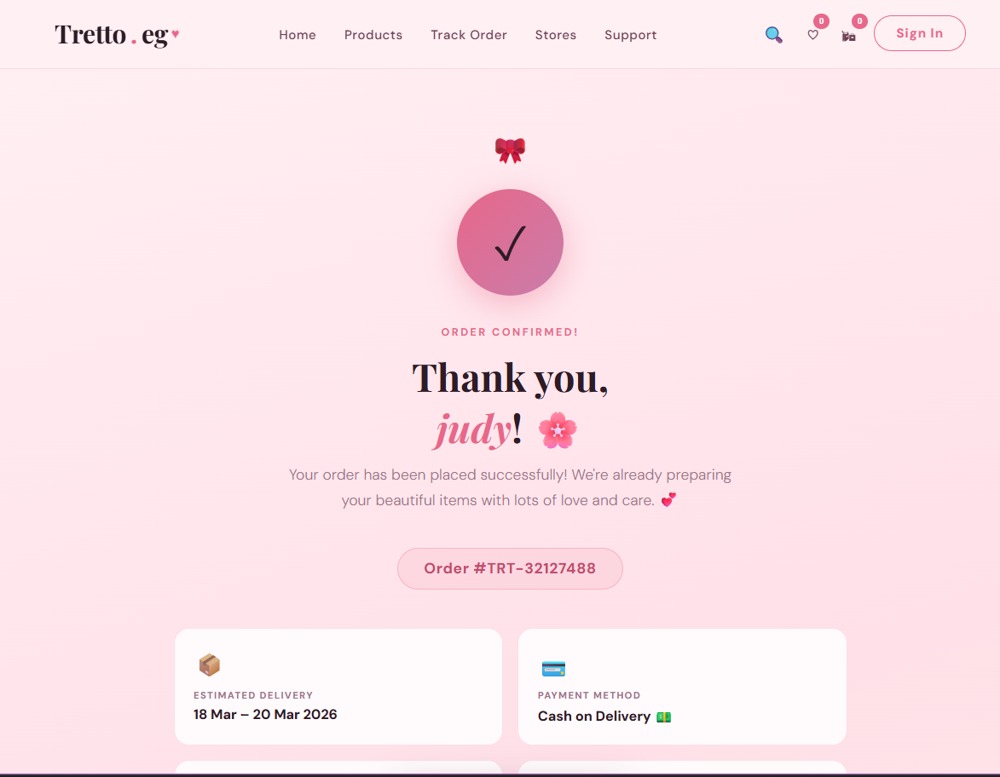 Tretto . eg ♥
Home Products Track Order Stores Support
0 0
Sign In
ORDER CONFIRMED!
Thank you,
judy! 🌸
Your order has been placed successfully! We're already preparing
your beautiful items with lots of love and care. 💕
Order #TRT-32127488
ESTIMATED DELIVERY
18 Mar – 20 Mar 2026
PAYMENT METHOD
Cash on Delivery 💵